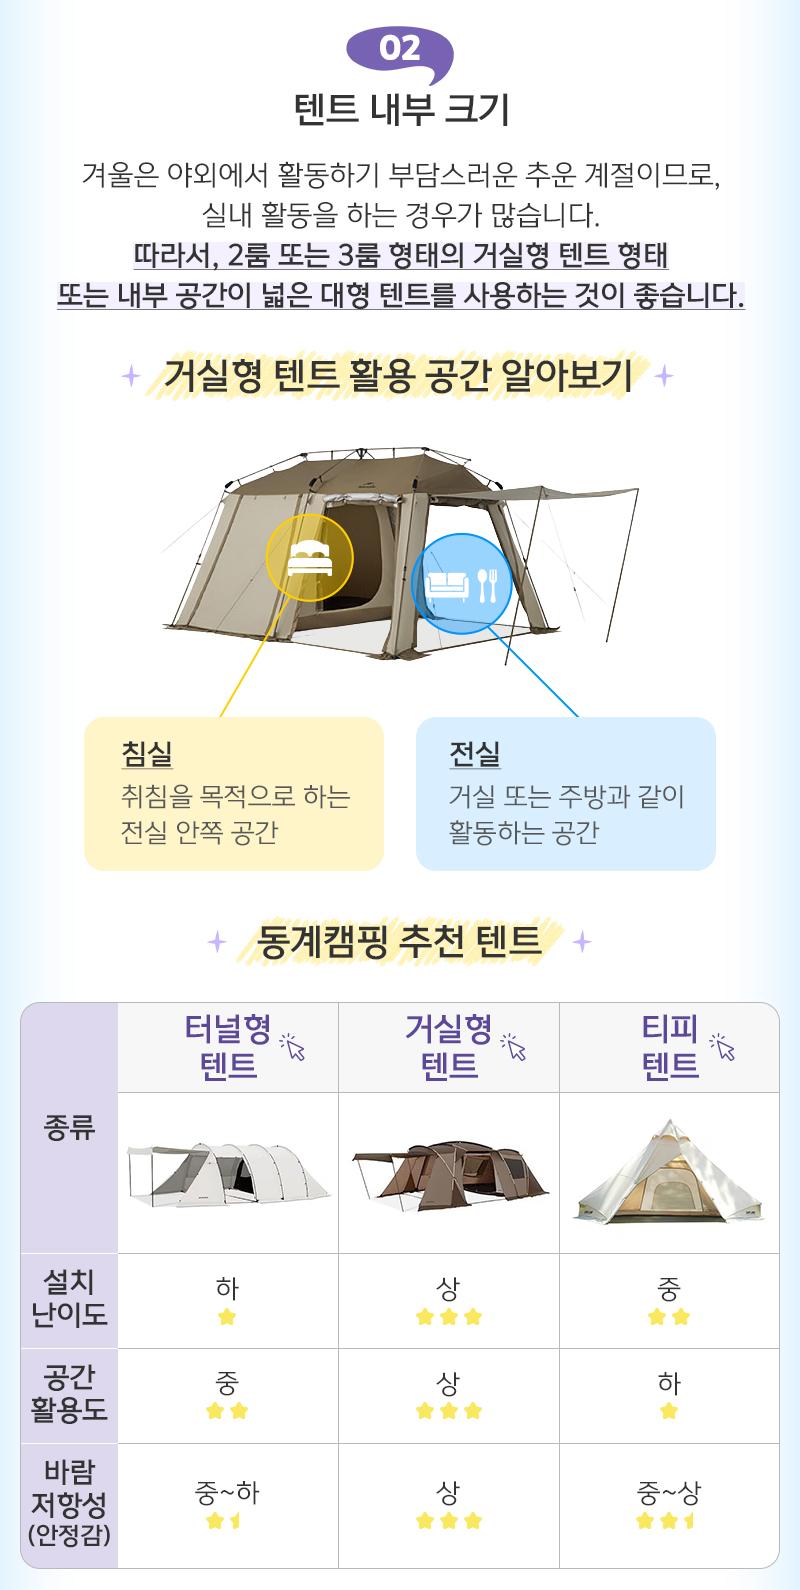 02
텐트 내부 크기
겨울은 야외에서 활동하기 부담스러운 추운 계절이므로,
실내 활동을 하는 경우가 많습니다.
따라서, 2룸 또는 3룸 형태의 거실형 텐트 형태
또는 내부 공간이 넓은 대형 텐트를 사용하는 것이 좋습니다.
거실형 텐트 활용 공간 알아보기
침실
취침을 목적으로 하는
전실 안쪽 공간
전실
거실 또는 주방과 같이
활동하는 공간
동계캠핑 추천 텐트
종류
터널형
텐트
거실형
텐트
티피
텐트
설치
난이도
하
상
중
공간
활용도
중
상
하
바람
저항성
(안정감)
중~하
상
중~상